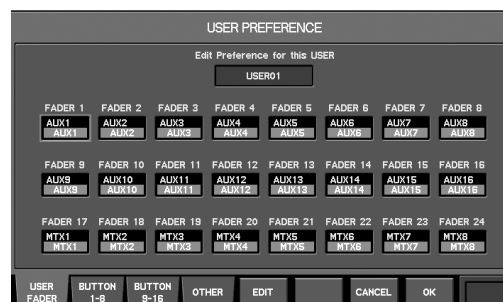 USER PREFERENCE
Edit Preference for this USER
USER01
FADER 1 FADER 2 FADER 3 FADER 4 FADER 5 FADER 6 FADER 7 FADER 8
AUX1 AUX2 AUX3 AUX4 AUX5 AUX6 AUX7 AUX8
AUX1 AUX2 AUX3 AUX4 AUX5 AUX6 AUX7 AUX8
FADER 9 FADER 10 FADER 11 FADER 12 FADER 13 FADER 14 FADER 15 FADER 16
AUX9 AUX10 AUX11 AUX12 AUX13 AUX14 AUX15 AUX16
AUX9 AUX10 AUX11 AUX12 AUX13 AUX14 AUX15 AUX16
FADER 17 FADER 18 FADER 19 FADER 20 FADER 21 FADER 22 FADER 23 FADER 24
MTX1 MTX2 MTX3 MTX4 MTX5 MTX6 MTX7 MTX8
MTX1 MTX2 MTX3 MTX4 MTX5 MTX6 MTX7 MTX8
USER BUTTON BUTTON OTHER EDIT CANCEL OK
FADER 1-8 9-16